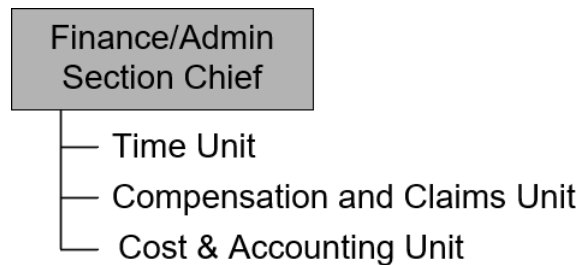 Finance/Admin
Section Chief
Time Unit
Compensation and Claims Unit
Cost & Accounting Unit